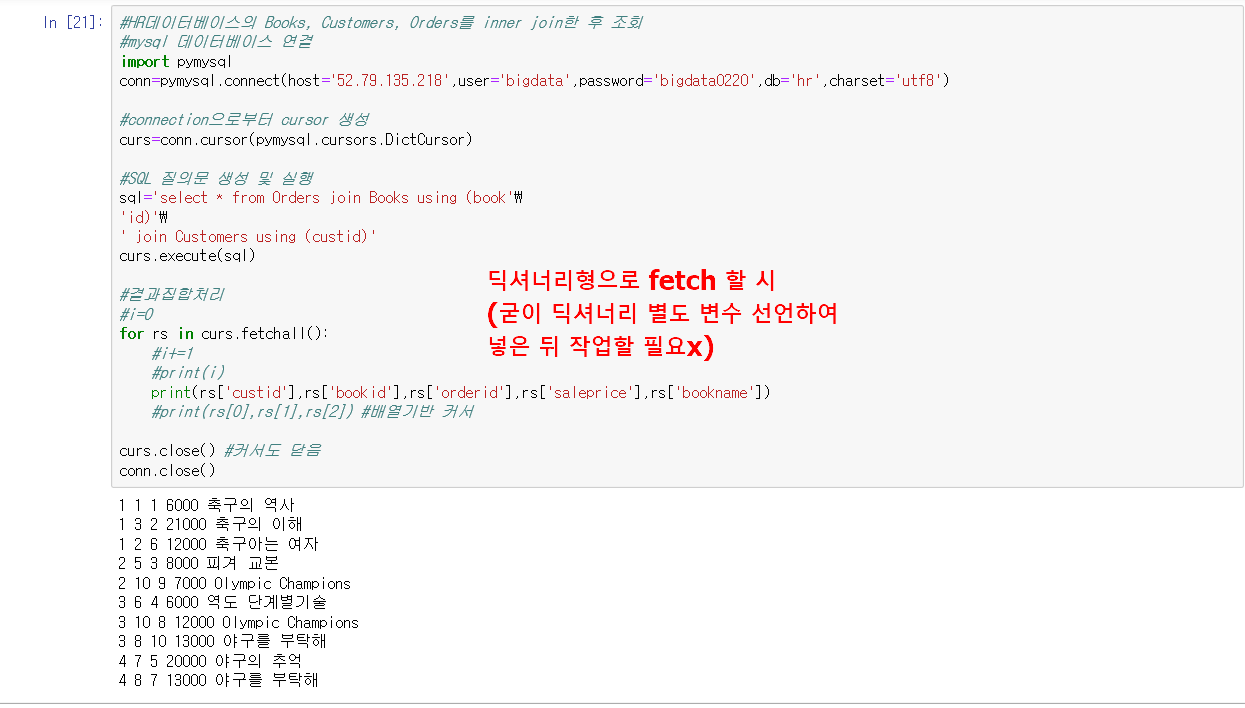 In [21]:
#HR데이터베이스의 Books, Customers, Orders를 inner join한 후 조회
#mysql 데이터베이스 연결
import pymysql
conn=pymysql.connect(host='52.79.135.218',user='bigdata',password='bigdata0220',db='hr',charset='utf8')
#connection으로부터 cursor 생성
curs=conn.cursor(pymysql.cursors.DictCursor)
#SQL 질의문 생성 및 실행
sql='select * from Orders join Books using (book'₩
'id)'₩
' join Customers using (custid)'
curs.execute(sql)
#결과집합처리
#i=0
for rs in curs.fetchall():
#i+=1
#print(i)
print(rs['custid'],rs['bookid'],rs['orderid'],rs['saleprice'],rs['bookname'])
#print(rs[0],rs[1],rs[2]) #배열기반 커서
curs.close() #커서도 닫음
conn.close()
딕셔너리형으로 fetch 할 시
(굳이 딕셔너리 별도 변수 선언하여
넣은 뒤 작업할 필요x)
1 1 1 6000 축구의 역사
1 3 2 21000 축구의 이해
1 2 6 12000 축구아는 여자
2 5 3 8000 피겨 교본
2 10 9 7000 Olympic Champions
3 6 4 6000 역도 단계별기술
3 10 8 12000 Olympic Champions
3 8 10 13000 야구를 부탁해
4 7 5 20000 야구의 추억
4 8 7 13000 야구를 부탁해